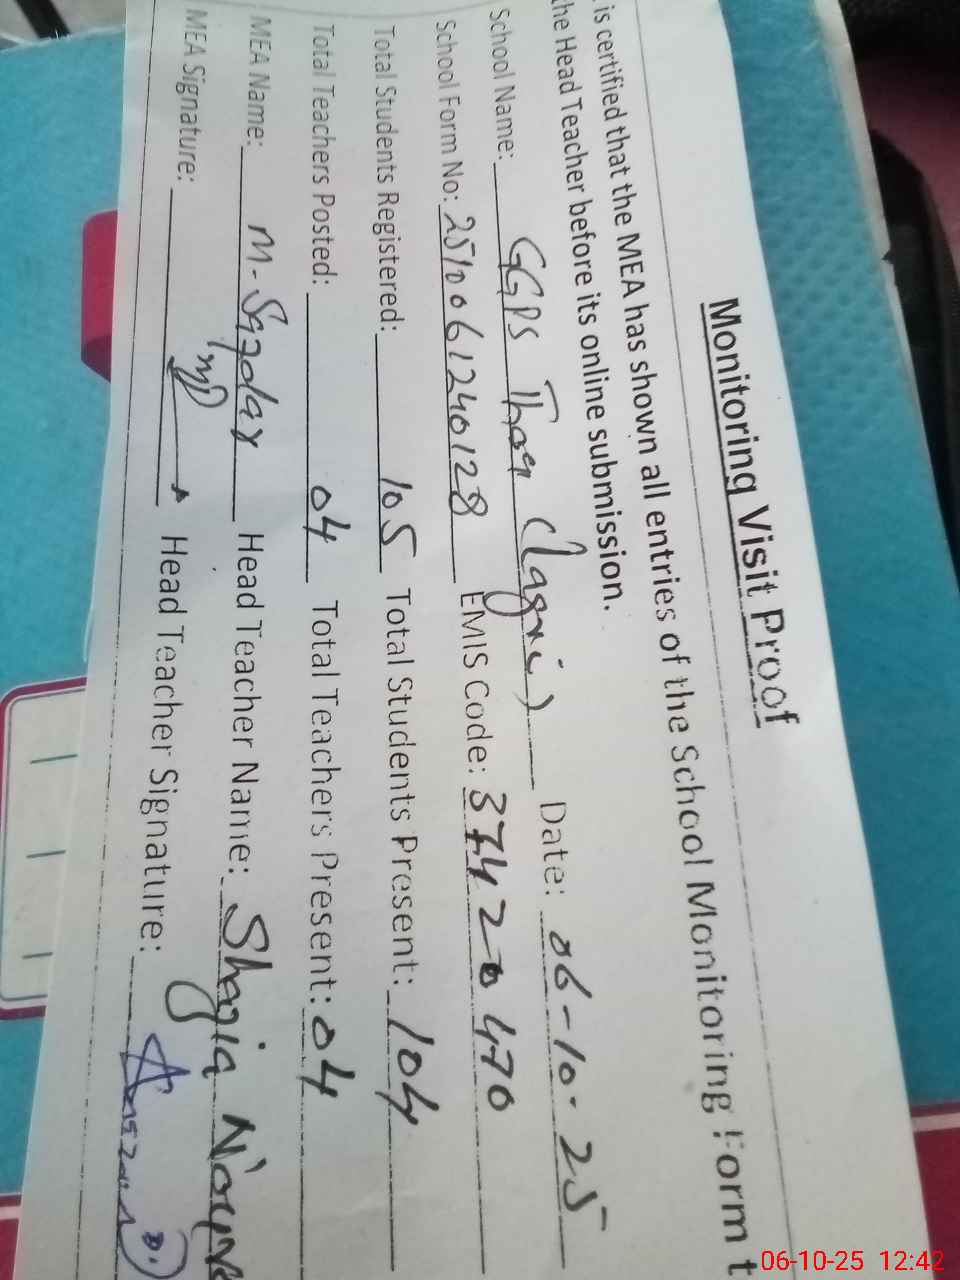 Monitoring Visit Proof
is certified that the MEA has shown all entries of the School Monitoring Form t
the Head Teacher before its online submission.
School Name: GGPS Thoa Date: 06-10-25
School Form No: 2510061240128 EMIS Code: 37420470
Total Students Registered: 105 Total Students Present: 104
Total Teachers Posted: 04 Total Teachers Present: 04
MEA Name: M- Head Teacher Name: Shazia
MEA Signature: Head Teacher Signature:
06-10-25 12:42